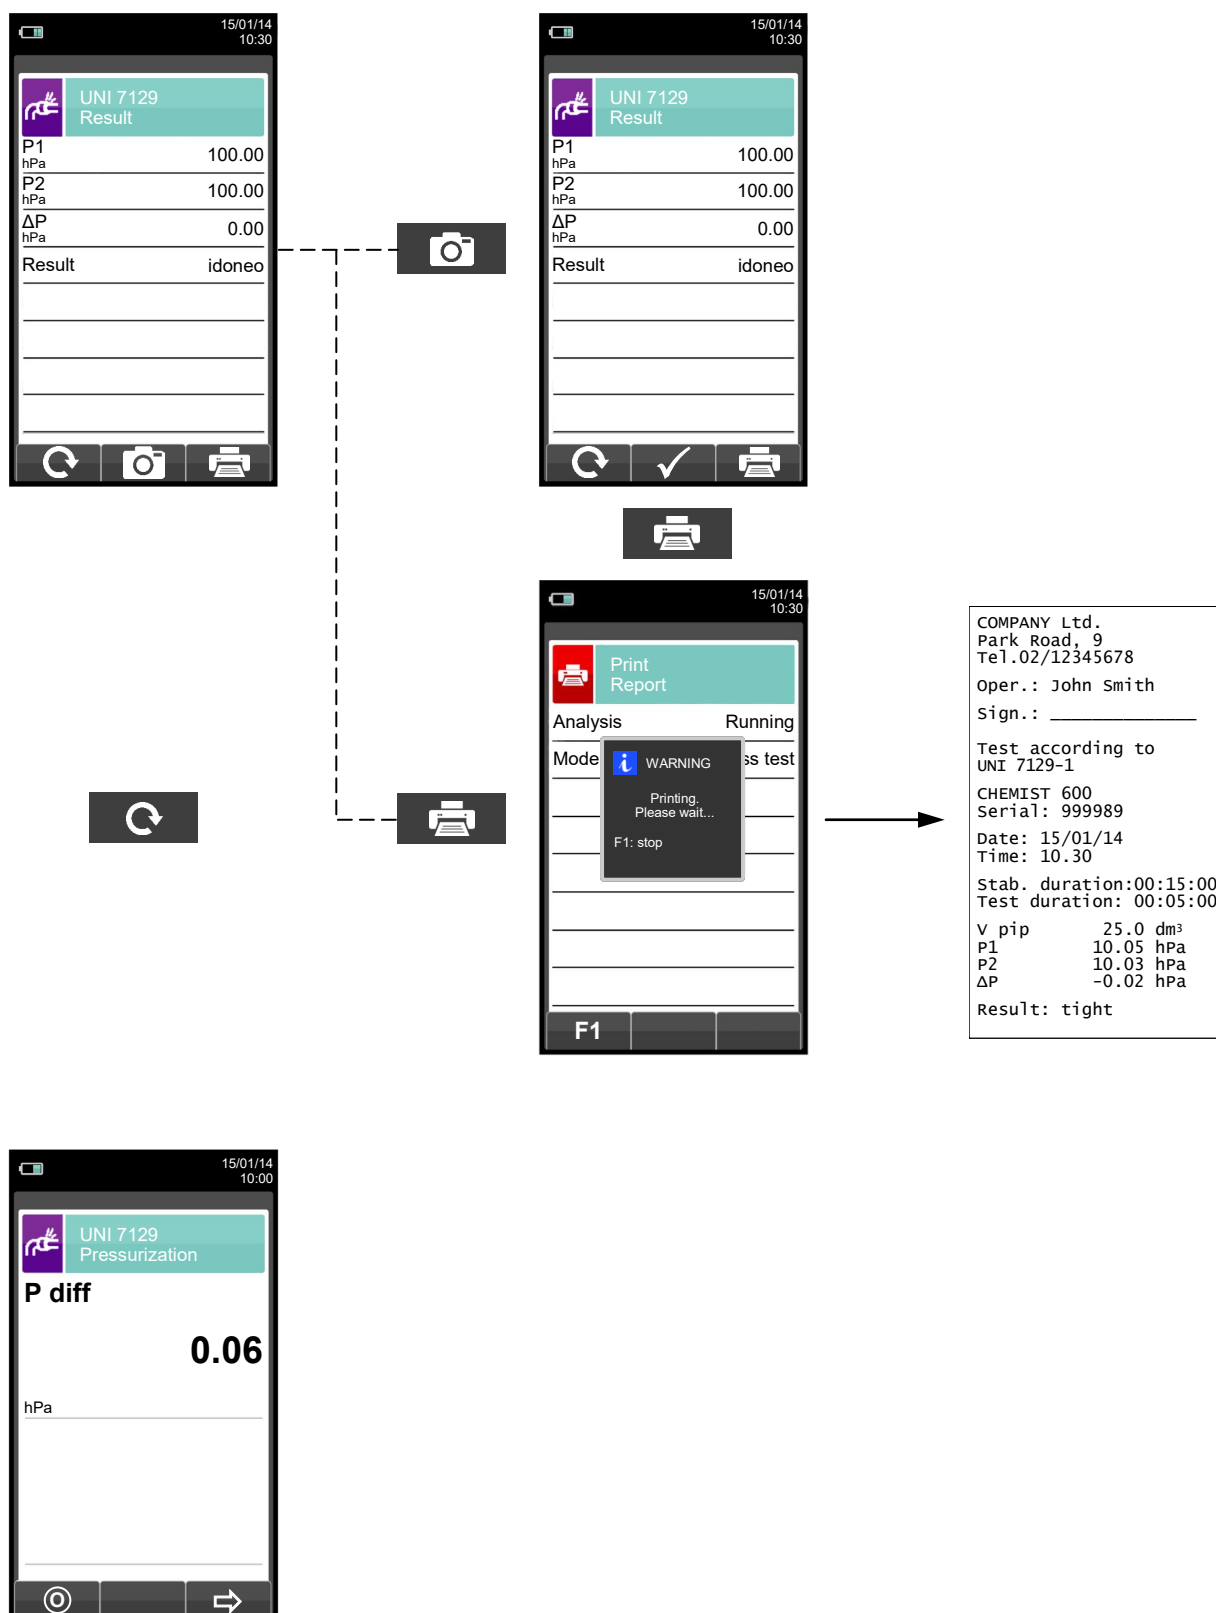 15/01/14
10:30
UNI 7129
Result
P1
hPa
100.00
P2
hPa
100.00
ΔP
hPa
0.00
Result idoneo
15/01/14
10:30
UNI 7129
Result
P1
hPa
100.00
P2
hPa
100.00
ΔP
hPa
0.00
Result idoneo
15/01/14
10:30
Print
Report
Analysis Running
Mode ss test
i WARNING
Printing.
Please wait...
F1: stop
F1
COMPANY Ltd.
Park Road, 9
Tel.02/12345678
Oper.: John Smith
Sign.: ______________
Test according to
UNI 7129-1
CHEMIST 600
Serial: 999989
Date: 15/01/14
Time: 10.30
Stab. duration:00:15:00
Test duration: 00:05:00
V pip 25.0 dm³
P1 10.05 hPa
P2 10.03 hPa
ΔP -0.02 hPa
Result: tight
15/01/14
10:00
UNI 7129
Pressurization
P diff
0.06
hPa